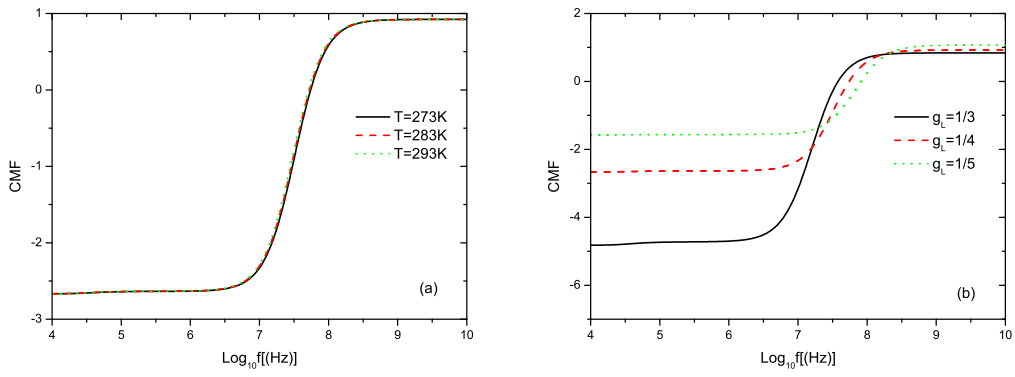 1
0
-1
-2
-3
CMF
T=273K
T=283K
T=293K
(a)
4 5 6 7 8 9 10
Log10f[(Hz)]
2
0
-2
-4
-6
CMF
gL=1/3
gL=1/4
gL=1/5
(b)
4 5 6 7 8 9 10
Log10f[(Hz)]